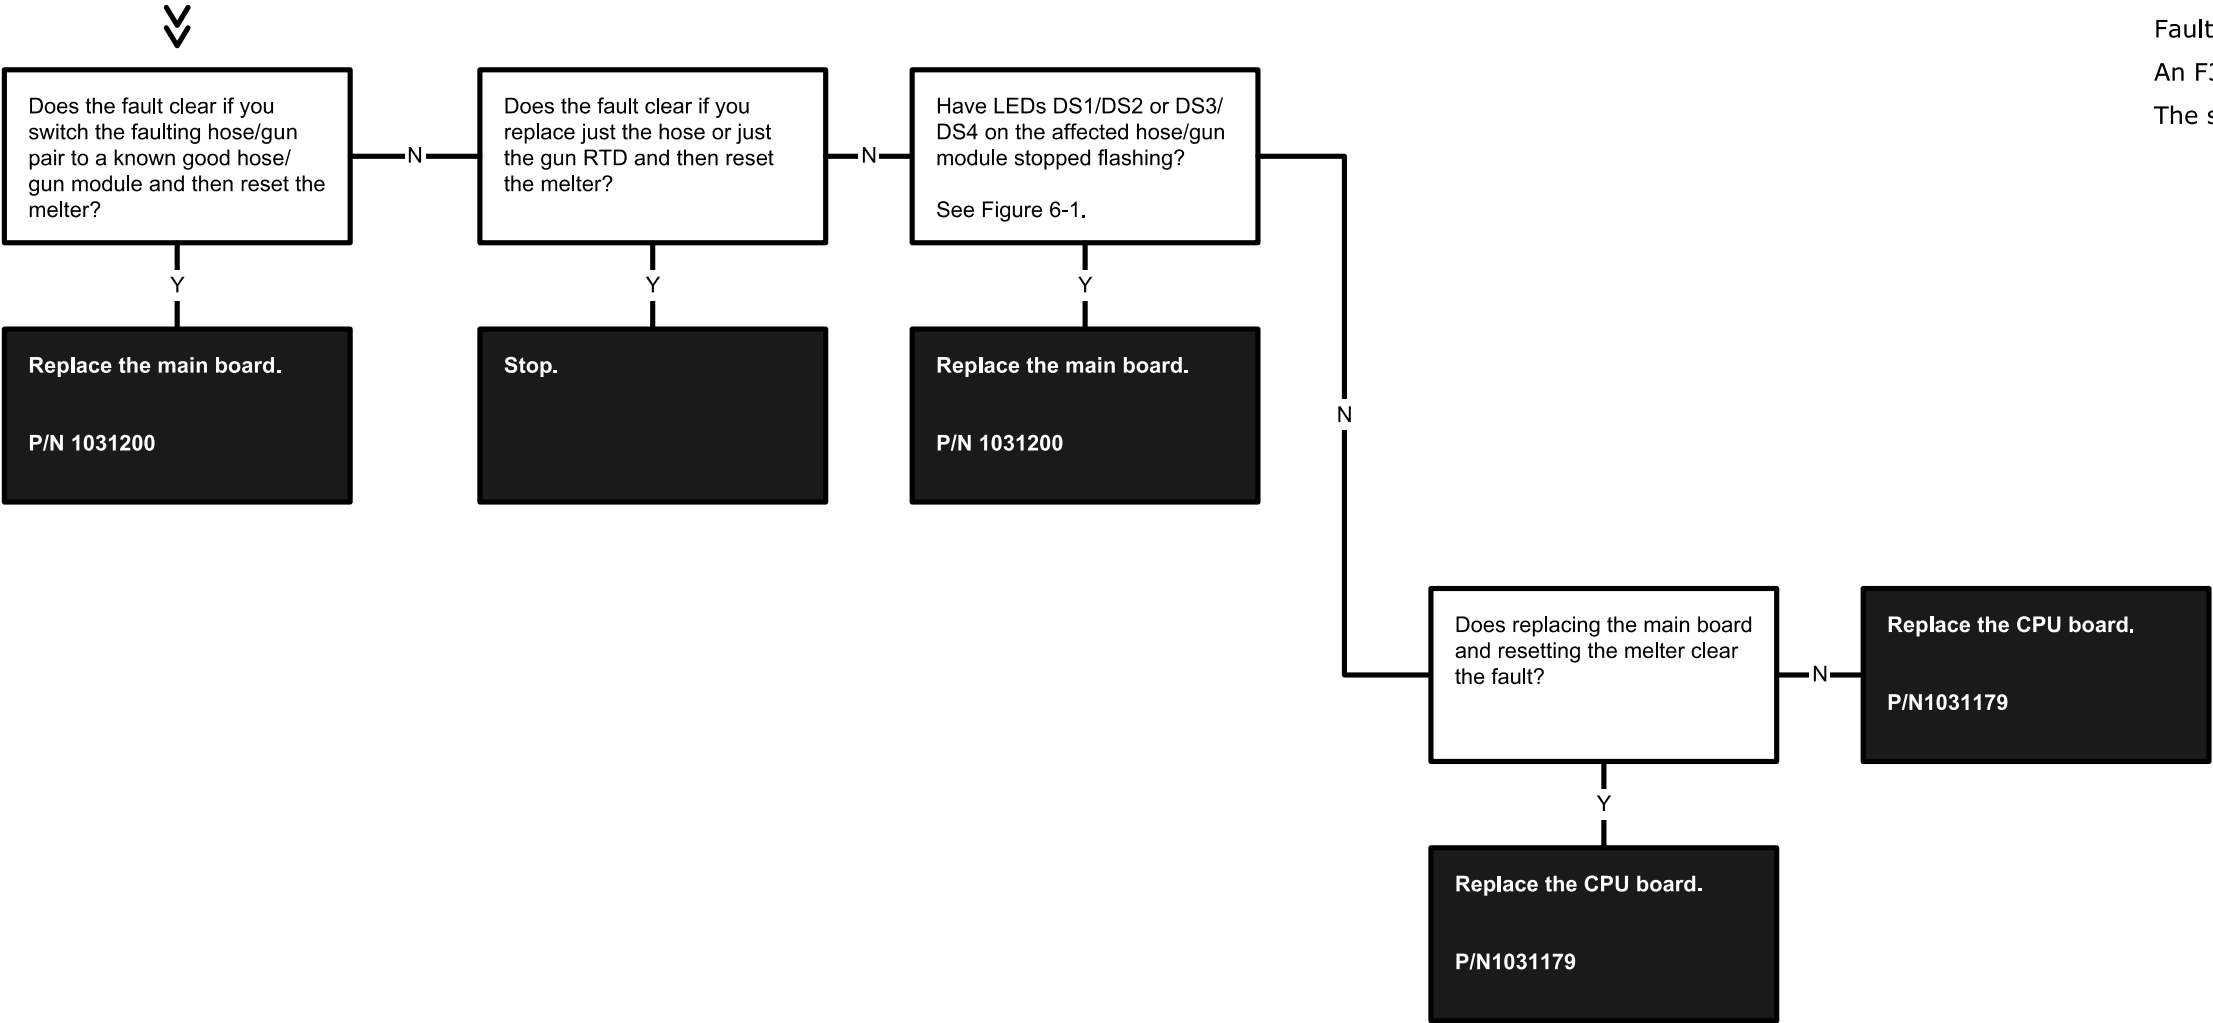 Fault
An F3
The s
Does the fault clear if you
switch the faulting hose/gun
pair to a known good hose/
gun module and then reset the
melter?
N
Does the fault clear if you
replace just the hose or just
the gun RTD and then reset
the melter?
N
Have LEDs DS1/DS2 or DS3/
DS4 on the affected hose/gun
module stopped flashing?
See Figure 6-1.
Y
Y
Y
Replace the main board.
P/N 1031200
Stop.
Replace the main board.
P/N 1031200
N
Does replacing the main board
and resetting the melter clear
the fault?
N
Replace the CPU board.
P/N1031179
Y
Replace the CPU board.
P/N1031179